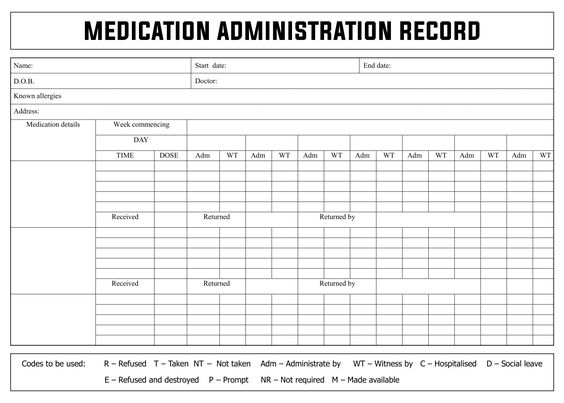 MEDICATION ADMINISTRATION RECORD
Name: Start date: End date:
D.O.B. Doctor:
Known allergies
Address:
Medication details Week commencing
DAY
TIME DOSE Adm WT Adm WT Adm WT Adm WT Adm WT Adm WT Adm WT
Received Returned Returned by
Received Returned Returned by
Codes to be used: R – Refused T – Taken NT – Not taken Adm – Administrate by WT – Witness by C – Hospitalised D – Social leave
E – Refused and destroyed P – Prompt NR – Not required M – Made available